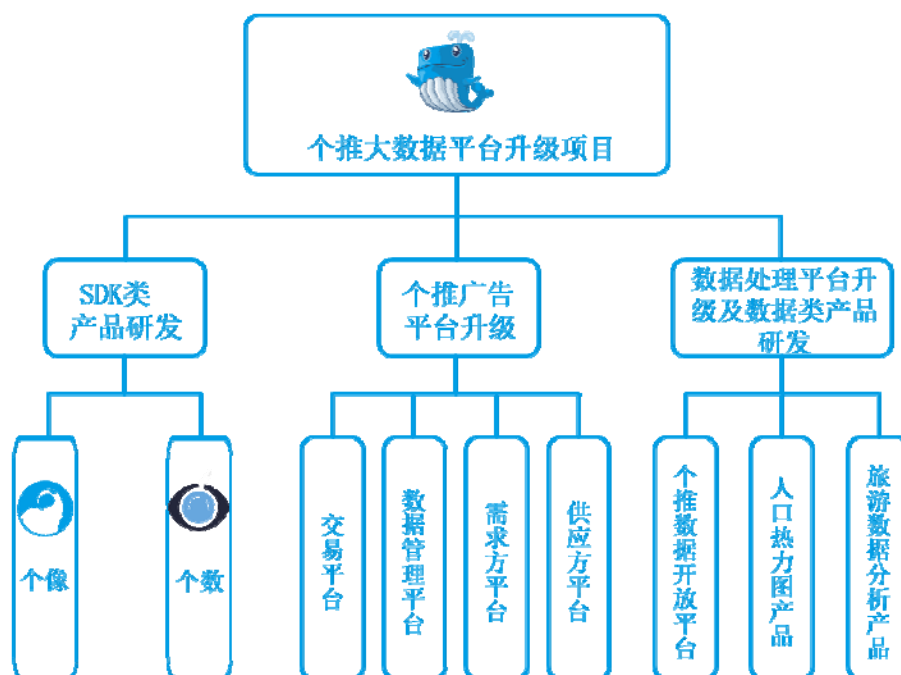 个推大数据平台升级项目
SDK类
产品研发
个推广告
平台升级
数据处理平台升
级及数据类产品
研发
个像
个数
交易平台
数据管理平台
需求方平台
供应方平台
个推数据开放平台
人口热力图产品
旅游数据分析产品